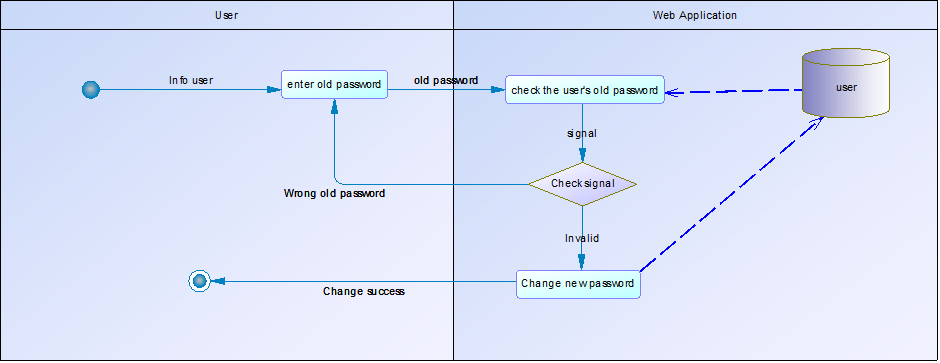 User
Web Application
Info user
enter old password
old password
check the user's old password
user
signal
Check signal
Wrong old password
Invalid
Change new password
Change success